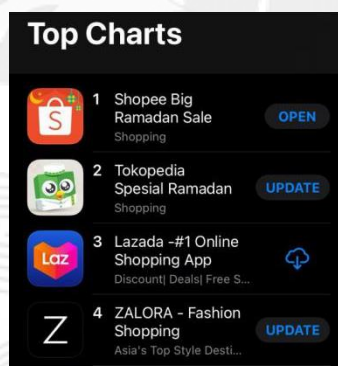 Top Charts
S
1 Shopee Big
Ramadan Sale
OPEN
Shopping
2 Tokopedia
Spesial Ramadan
UPDATE
Shopping
Laz
3 Lazada -#1 Online
Shopping App
Discount| Deals| Free S...
Z
4 ZALORA - Fashion
Shopping
UPDATE
Asia's Top Style Desti...